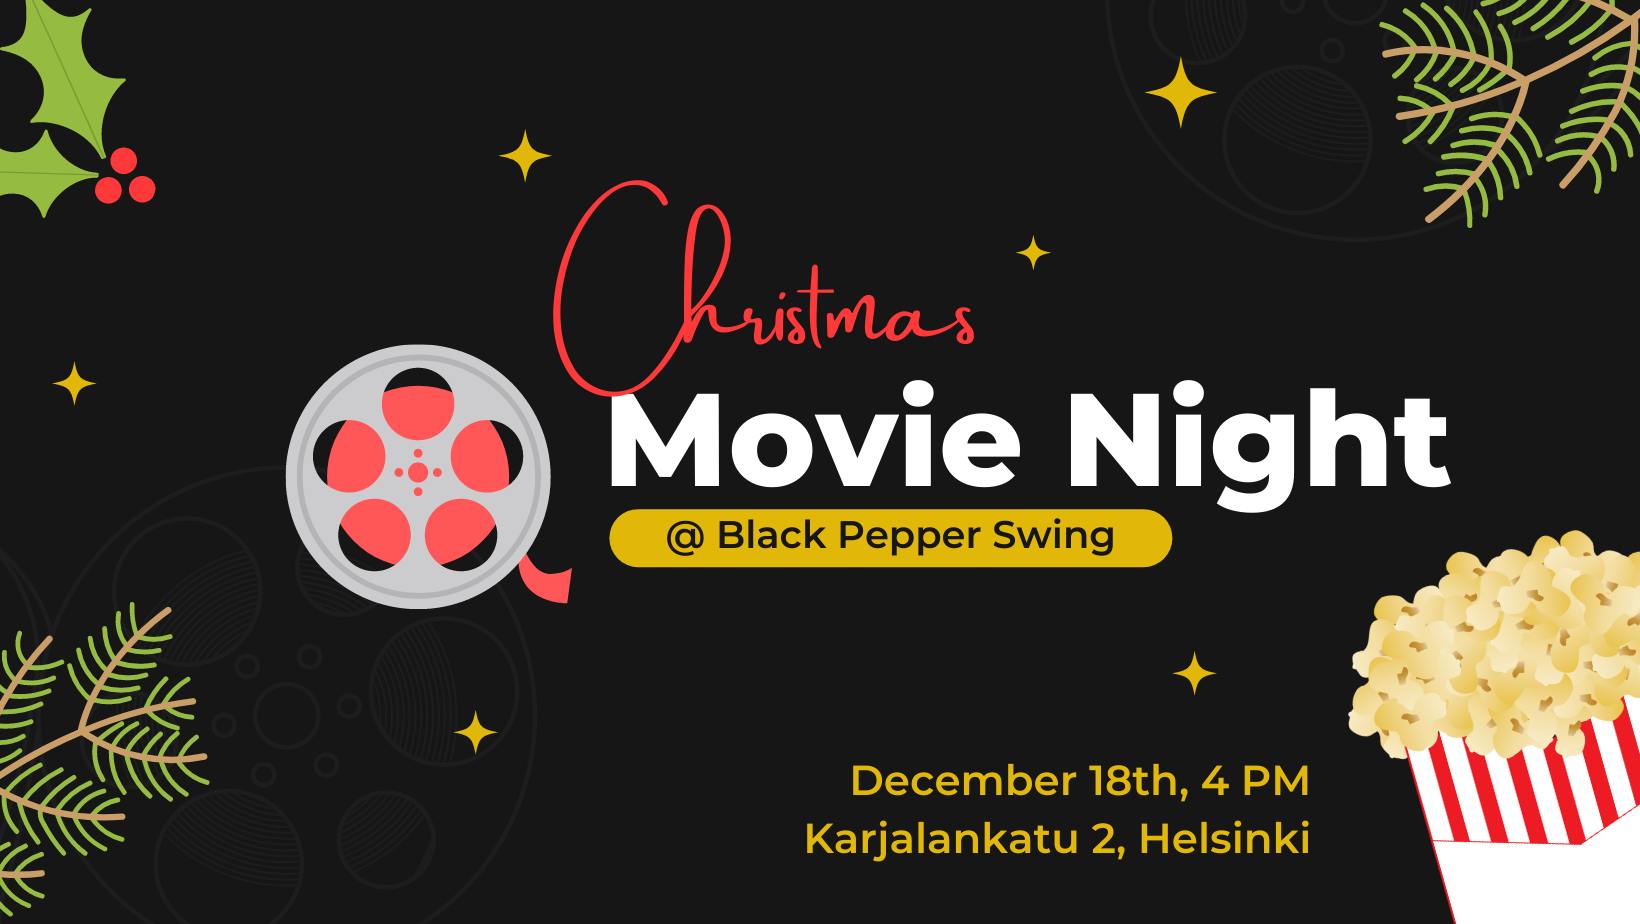 Christmas
Movie Night
@ Black Pepper Swing
December 18th, 4 PM
Karjalankatu 2, Helsinki